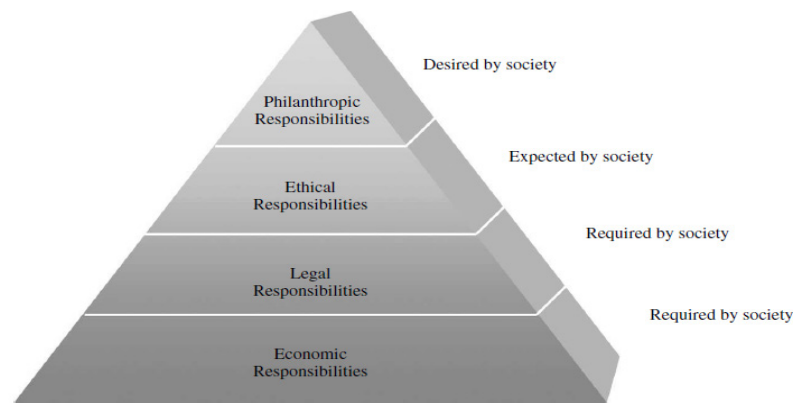 Desired by society
Philanthropic
Responsibilities
Expected by society
Ethical
Responsibilities
Required by society
Legal
Responsibilities
Required by society
Economic
Responsibilities